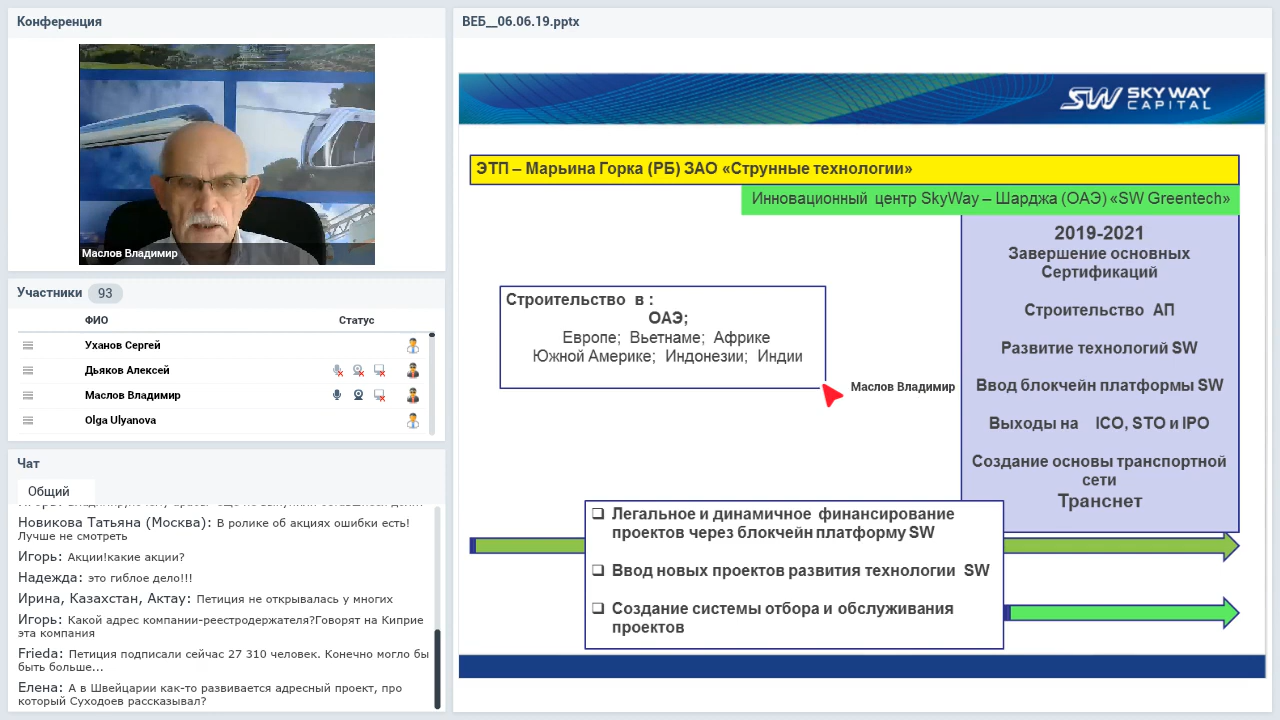 Конференция
Маслов Владимир
Участники 93
ФИО Статус
Уханов Сергей
Дьяков Алексей
Маслов Владимир
Olga Ulyanova
Чат
Общий
Новикова Татьяна (Москва): В ролике об акциях ошибки есть!
Лучше не смотреть
Игорь: Акции!какие акции?
Надежда: это гиблое дело!!!
Ирина, Казахстан, Актау: Петиция не открывалась у многих
Игорь: Какой адрес компании-реестродержателя?Говорят на Киприе
эта компания
Frieda: Петиция подписали сейчас 27 310 человек. Конечно могло бы
быть больше...
Елена: А в Швейцарии как-то развивается адресный проект, про
который Суходоев рассказывал?
ВЕБ__06.06.19.pptx
SW SKY WAY
CAPITAL
ЭТП – Марьина Горка (РБ) ЗАО «Струнные технологии»
Инновационный центр SkyWay – Шарджа (ОАЭ) «SW Greentech»
2019-2021
Завершение основных
Сертификаций
Строительство АП
Развитие технологий SW
Ввод блокчейн платформы SW
Выходы на ICO, STO и IPO
Создание основы транспортной
сети
Транснет
Строительство в :
ОАЭ;
Европе; Вьетнаме; Африке
Южной Америке; Индонезии; Индии
Маслов Владимир
Легальное и динамичное финансирование
проектов через блокчейн платформу SW
Ввод новых проектов развития технологии SW
Создание системы отбора и обслуживания
проектов